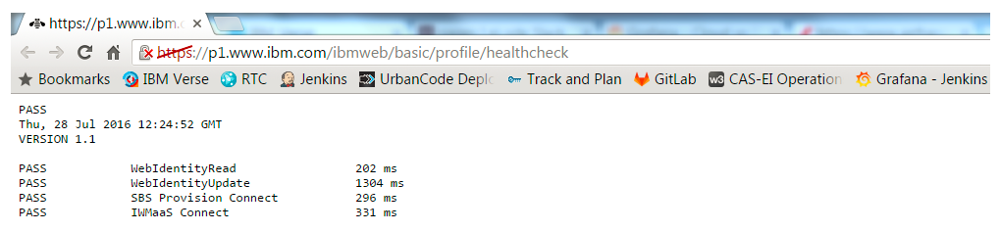 https://p1.www.ibm.c
https://p1.www.ibm.com/ibmweb/basic/profile/healthcheck
Bookmarks IBM Verse RTC Jenkins UrbanCode Deplo Track and Plan GitLab w3 CAS-EI Operation Grafana - Jenkins
PASS
Thu, 28 Jul 2016 12:24:52 GMT
VERSION 1.1
PASS WebIdentityRead 202 ms
PASS WebIdentityUpdate 1304 ms
PASS SBS Provision Connect 296 ms
PASS IWMaaS Connect 331 ms